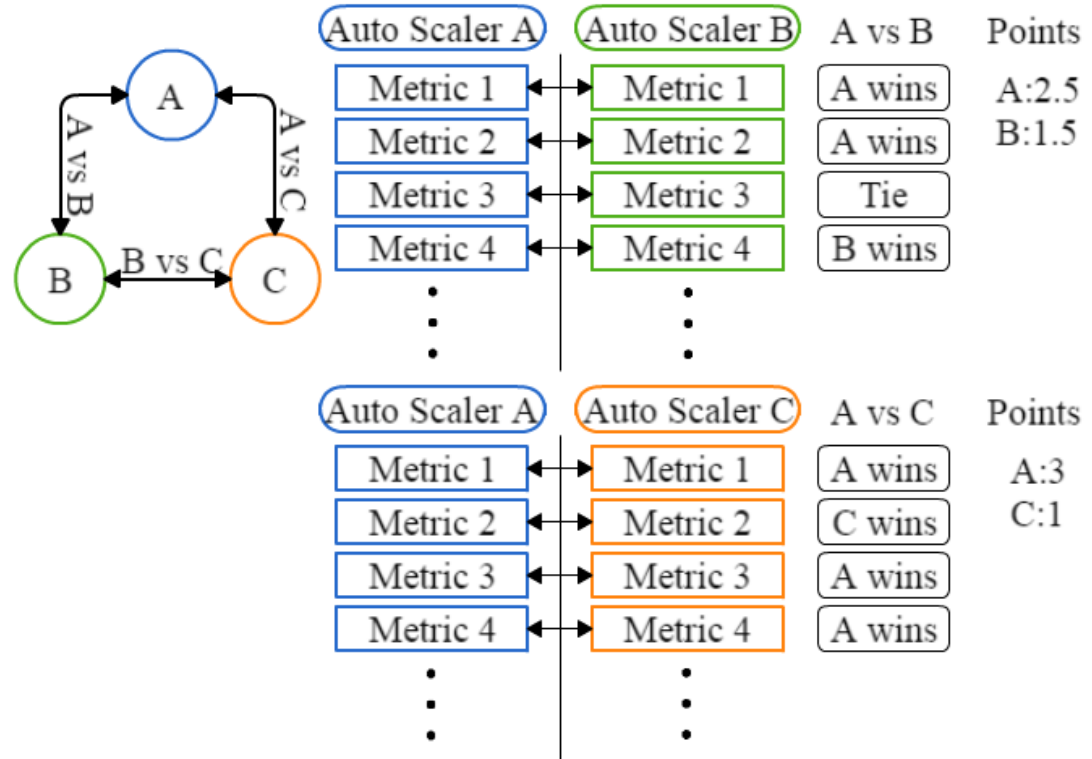 A
A vs B
A vs C
B
B vs C
C
Auto Scaler A
Auto Scaler B
A vs B
Points
Metric 1
Metric 1
A wins
A:2.5
Metric 2
Metric 2
A wins
B:1.5
Metric 3
Metric 3
Tie
Metric 4
Metric 4
B wins
Auto Scaler A
Auto Scaler C
A vs C
Points
Metric 1
Metric 1
A wins
A:3
Metric 2
Metric 2
C wins
C:1
Metric 3
Metric 3
A wins
Metric 4
Metric 4
A wins